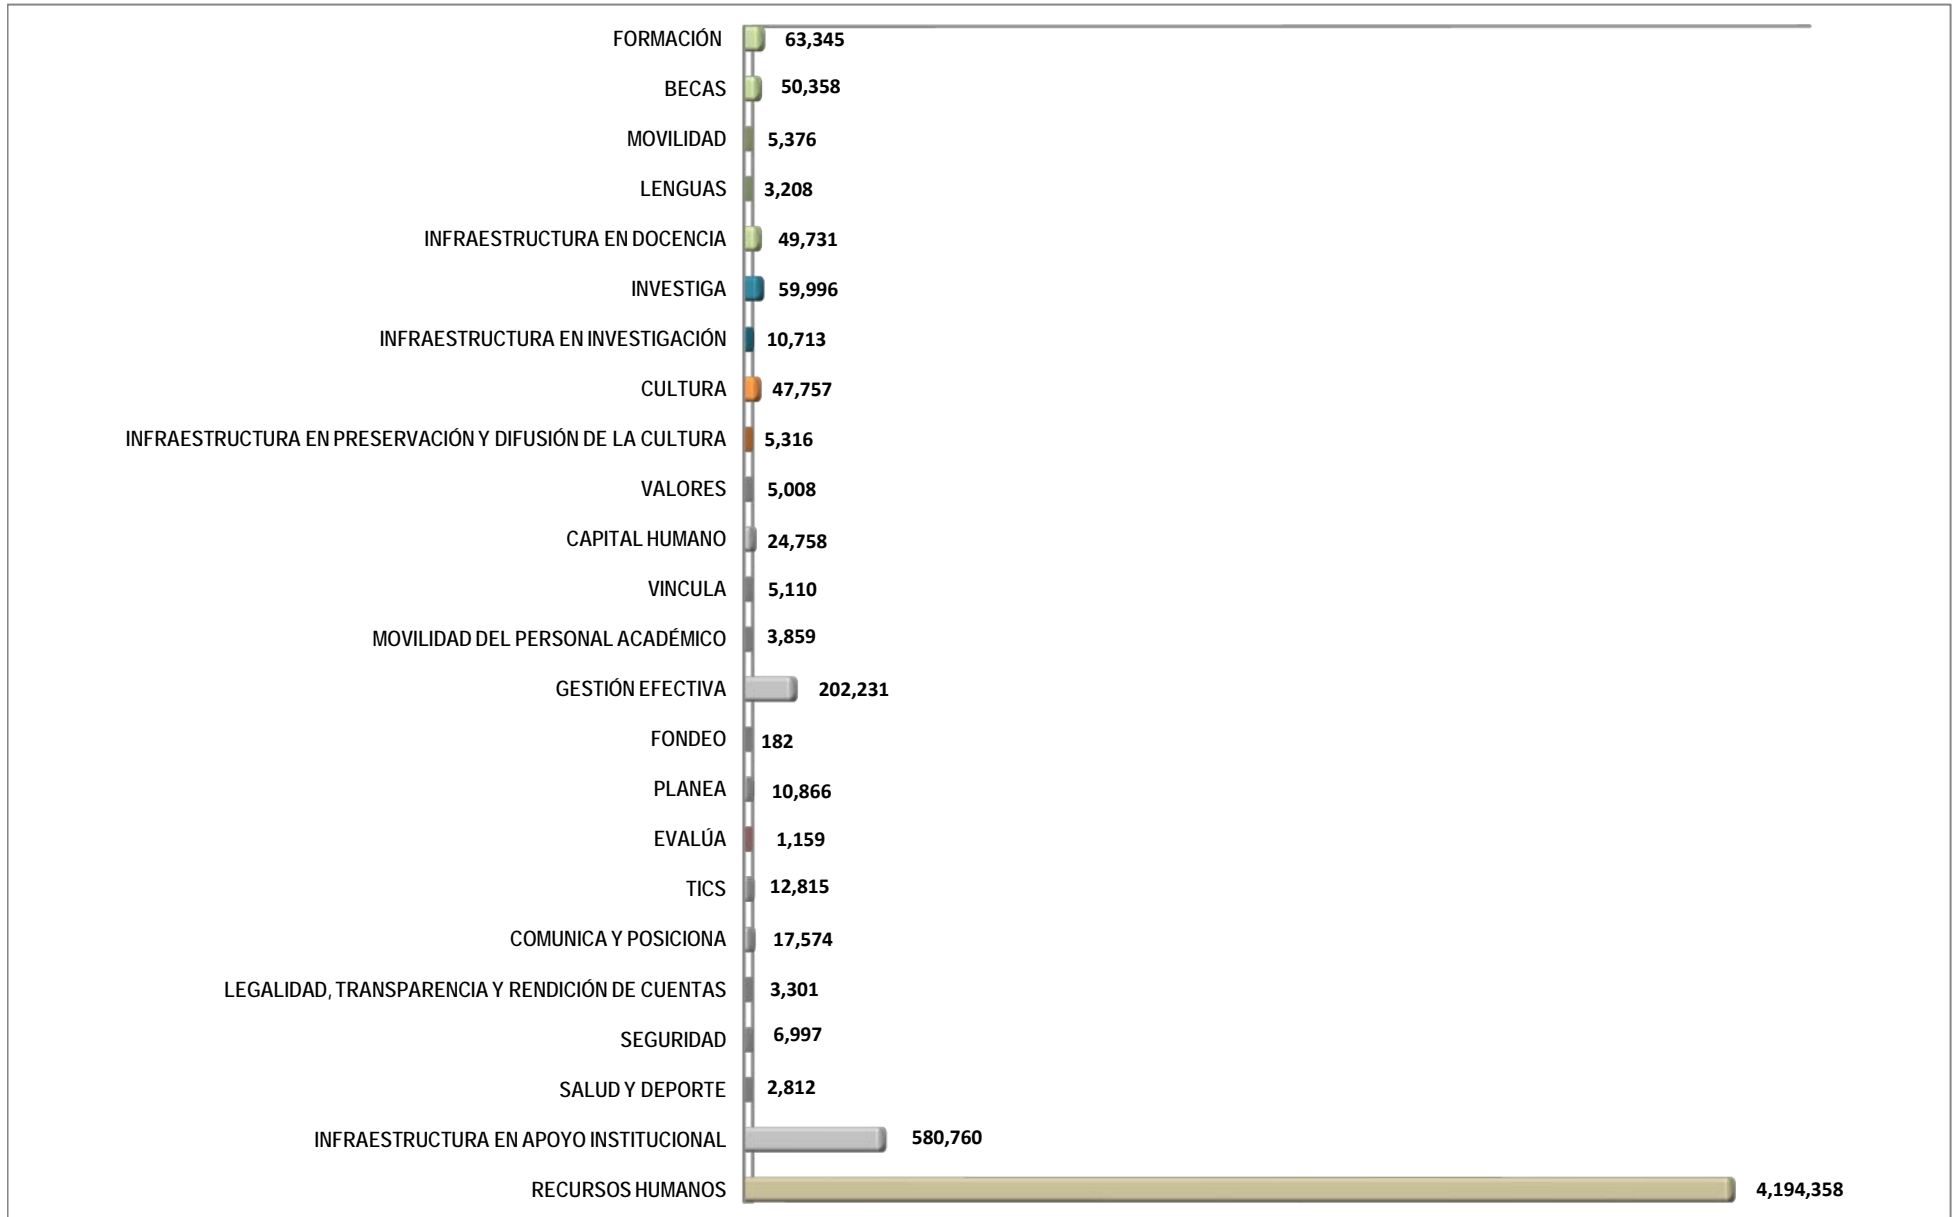 FORMACIÓN 63,345
BECAS 50,358
MOVILIDAD 5,376
LENGUAS 3,208
INFRAESTRUCTURA EN DOCENCIA 49,731
INVESTIGA 59,996
INFRAESTRUCTURA EN INVESTIGACIÓN 10,713
CULTURA 47,757
INFRAESTRUCTURA EN PRESERVACIÓN Y DIFUSIÓN DE LA CULTURA 5,316
VALORES 5,008
CAPITAL HUMANO 24,758
VINCULA 5,110
MOVILIDAD DEL PERSONAL ACADÉMICO 3,859
GESTIÓN EFECTIVA 202,231
FONDEO 182
PLANEA 10,866
EVALÚA 1,159
TICS 12,815
COMUNICA Y POSICIONA 17,574
LEGALIDAD, TRANSPARENCIA Y RENDICIÓN DE CUENTAS 3,301
SEGURIDAD 6,997
SALUD Y DEPORTE 2,812
INFRAESTRUCTURA EN APOYO INSTITUCIONAL 580,760
RECURSOS HUMANOS 4,194,358